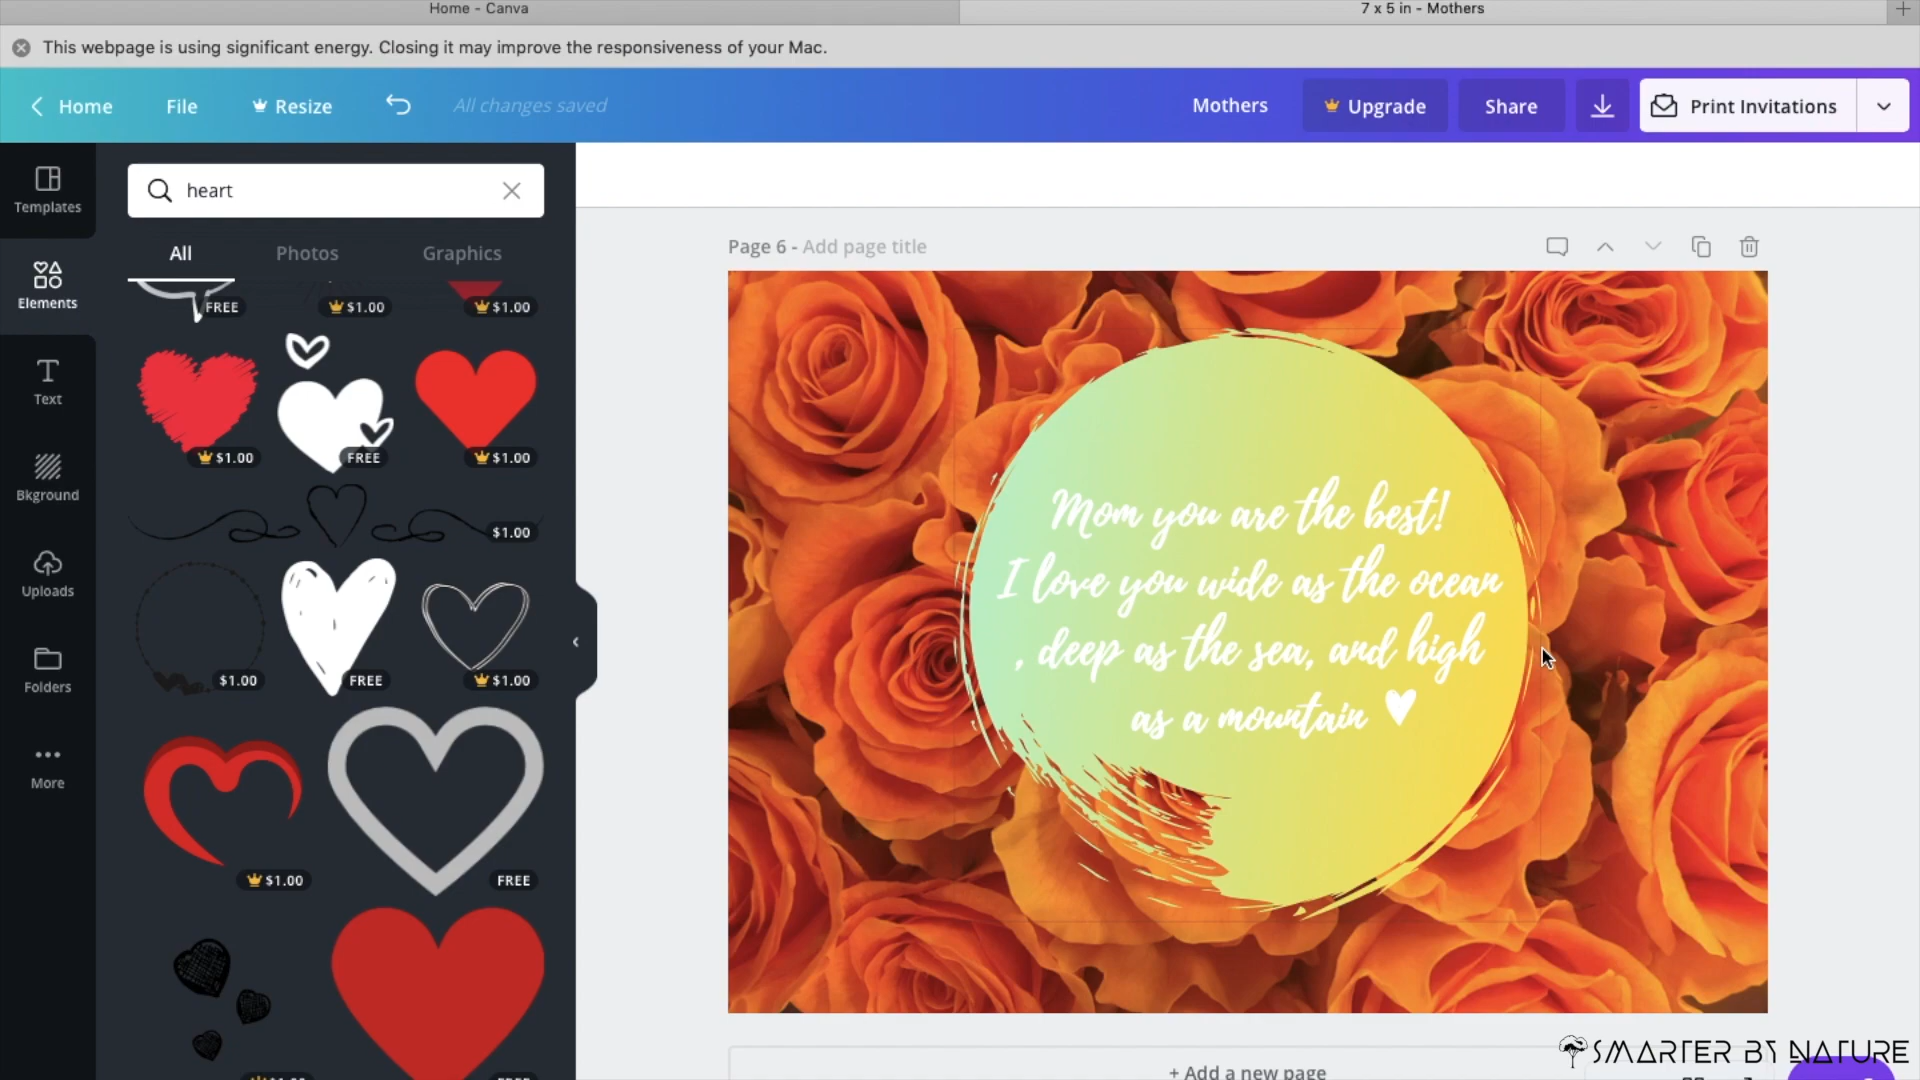 Home - Canva
7 x 5 in - Mothers
This webpage is using significant energy. Closing it may improve the responsiveness of your Mac.
Home
File
Resize
All changes saved
Mothers
Upgrade
Share
Print Invitations
Templates
Elements
Text
Bkground
Uploads
Folders
More
heart
All
Photos
Graphics
FREE
$1.00
$1.00
$1.00
FREE
$1.00
$1.00
$1.00
FREE
$1.00
$1.00
FREE
Page 6 - Add page title
Mom you are the best!
I love you wide as the ocean
, deep as the sea, and high
as a mountain
+ Add a new page
SMARTER BY NATURE